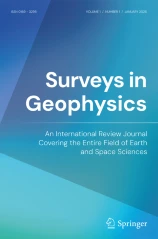 Surveys in
Geophysics
An International Review Journal
Covering the Entire Field of Earth
and Space Sciences
Springer